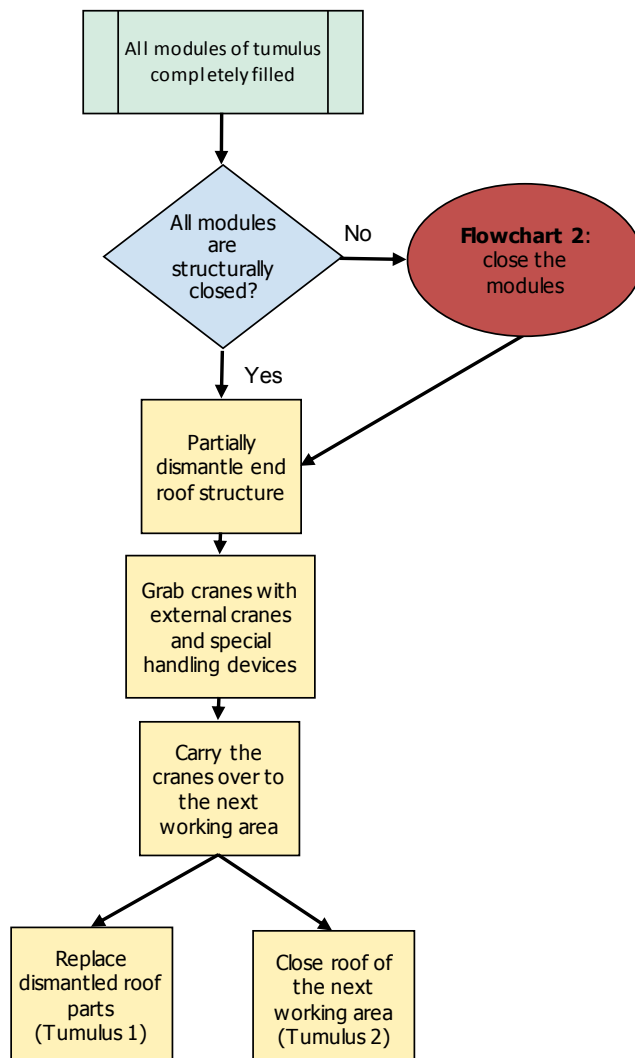 All modules of tumulus
completely filled
All modules
are
structurally
closed?
No
Flowchart 2:
close the
modules
Yes
Partially
dismantle end
roof structure
Grab cranes with
external cranes
and special
handling devices
Carry the
cranes over to
the next
working area
Replace
dismantled roof
parts
(Tumulus 1)
Close roof of
the next
working area
(Tumulus 2)